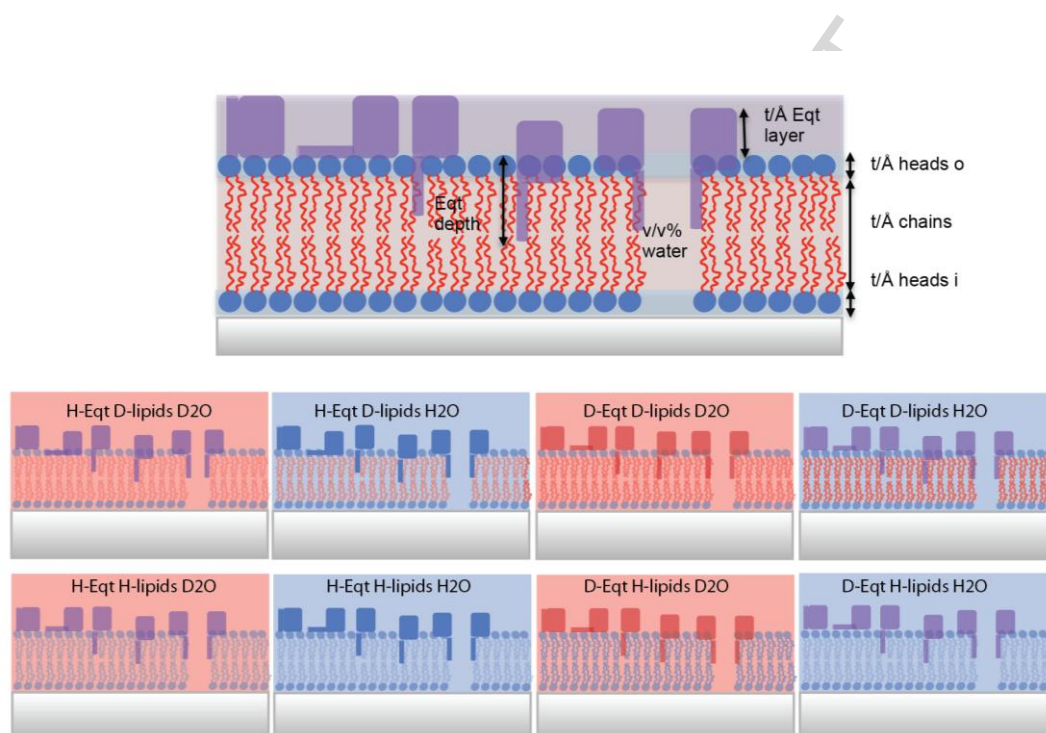 t/Å Eqt
layer
t/Å heads o
Eqt
depth
t/Å chains
v/v%
water
t/Å heads i
H-Eqt D-lipids D2O
H-Eqt D-lipids H2O
D-Eqt D-lipids D2O
D-Eqt D-lipids H2O
H-Eqt H-lipids D2O
H-Eqt H-lipids H2O
D-Eqt H-lipids D2O
D-Eqt H-lipids H2O